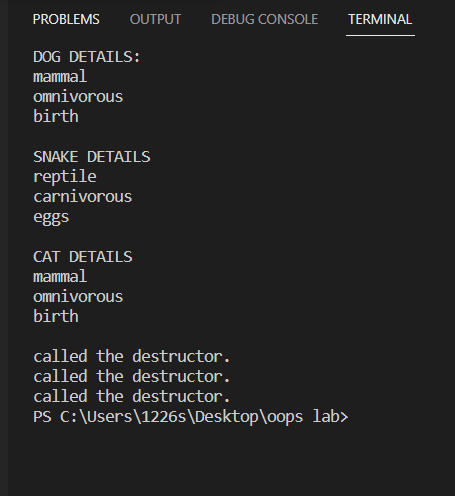 PROBLEMS OUTPUT DEBUG CONSOLE TERMINAL
DOG DETAILS:
mammal
omnivorous
birth
SNAKE DETAILS
reptile
carnivorous
eggs
CAT DETAILS
mammal
omnivorous
birth
called the destructor.
called the destructor.
called the destructor.
PS C:\Users\1226s\Desktop\oops lab>